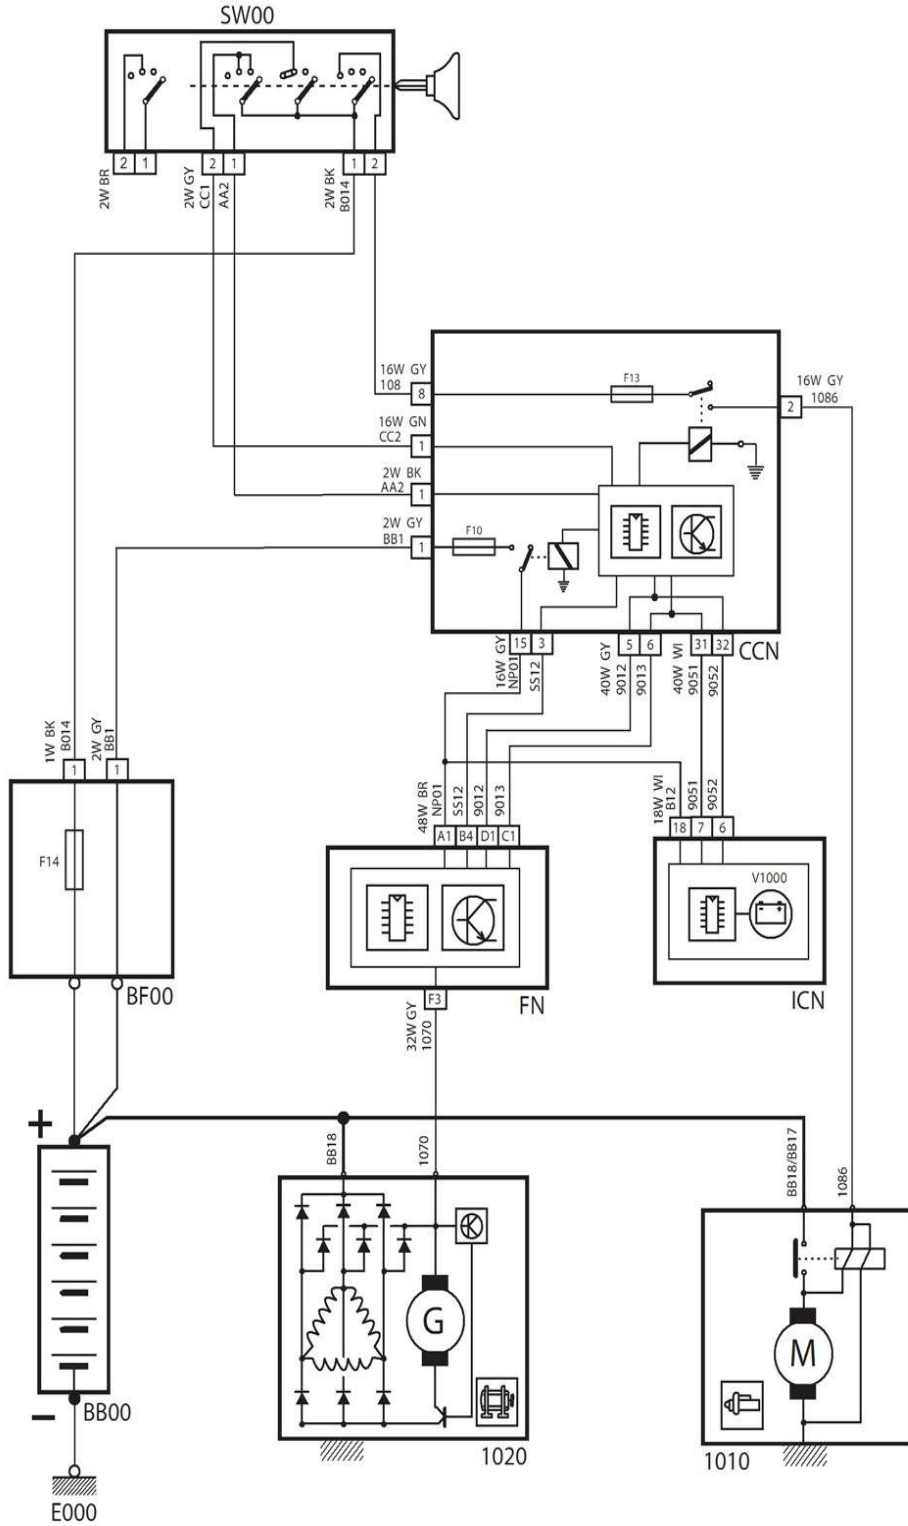 SW00
2 1
2 1
1 2
2W BR
2W GY
CC1
AA2
2W BK
B014
16W GY
108
8
F13
16W GY
1086
2
16W GN
CC2
1
2W BK
AA2
1
2W GY
BB1
1
F10
15 3
5 6
31 32
CCN
16W GY
NP01
SS12
40W GY
9012
9013
40W WI
9051
9052
1W BK
B014
2W GY
BB1
1
1
F14
BF00
48W BR
NP01
SS12
9012
9013
A1 B4 D1 C1
18W WI
B12
9051
9052
18 7 6
V1000
ICN
FN
F3
32W GY
1070
+
BB18
1070
BB18/BB17
1086
G
M
−
BB00
1020
1010
E000